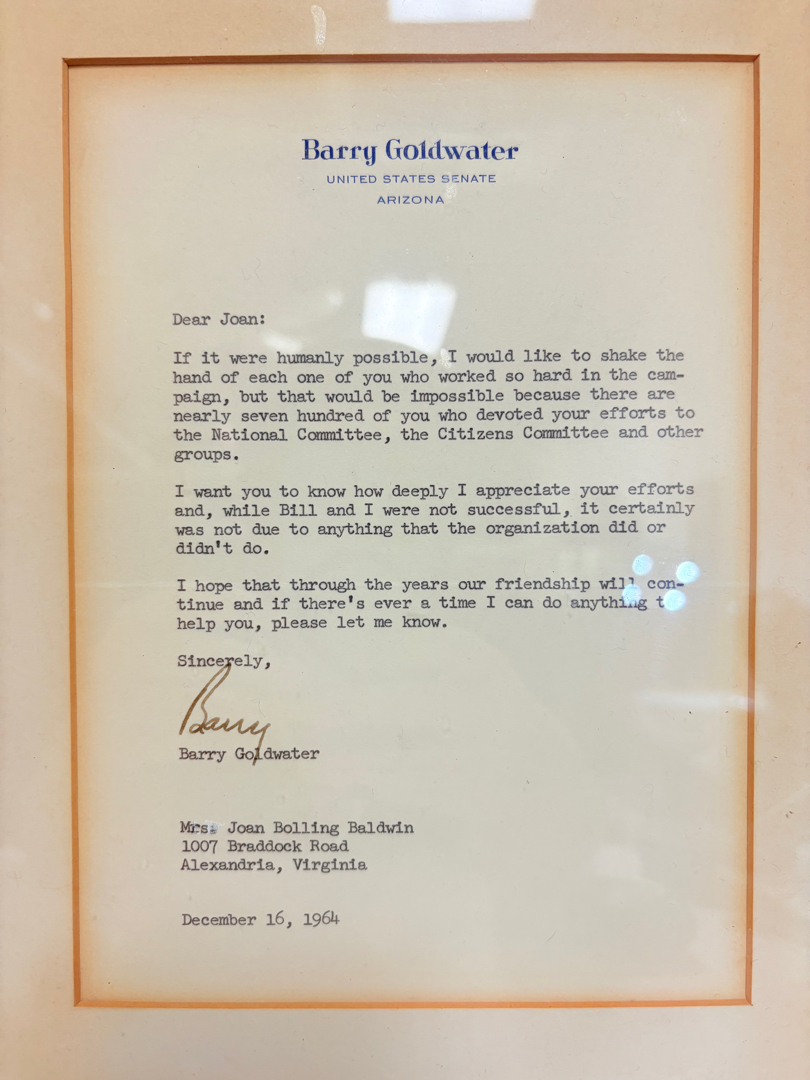 Barry Goldwater
UNITED STATES SENATE
ARIZONA
Dear Joan:
If it were humanly possible, I would like to shake the
hand of each one of you who worked so hard in the cam-
paign, but that would be impossible because there are
nearly seven hundred of you who devoted your efforts to
the National Committee, the Citizens Committee and other
groups.
I want you to know how deeply I appreciate your efforts
and, while Bill and I were not successful, it certainly
was not due to anything that the organization did or
didn't do.
I hope that through the years our friendship will con-
tinue and if there's ever a time I can do anything
help you, please let me know.
Sincerely,
Barry
Barry Goldwater
Mrs. Joan Bolling Baldwin
1007 Braddock Road
Alexandria, Virginia
December 16, 1964